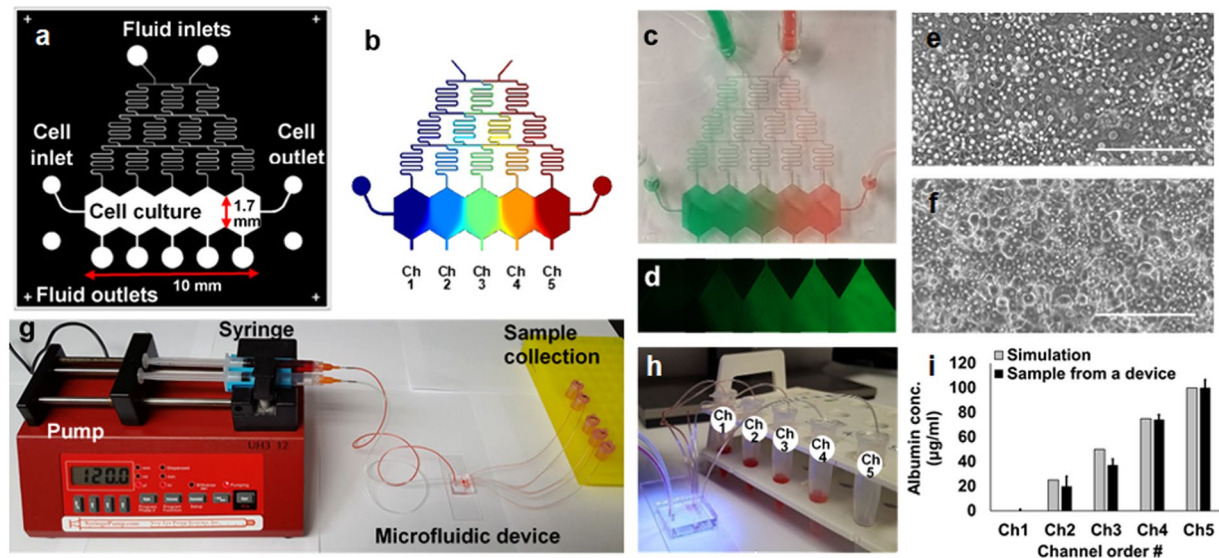 a
Fluid inlets
Cell
inlet
Cell
outlet
Cell culture
1.7
mm
10 mm
Fluid outlets
b
Ch
1
Ch
2
Ch
3
Ch
4
Ch
5
c
d
e
f
g
Syringe
Sample
collection
Pump
UH3 12
120.0
Microfluidic device
h
Ch
1
Ch
2
Ch
3
Ch
4
Ch
5
i
Simulation
Sample from a device
Albumin conc.
(µg/ml)
120
100
80
60
40
20
0
Ch1
Ch2
Ch3
Ch4
Ch5
Channel order #